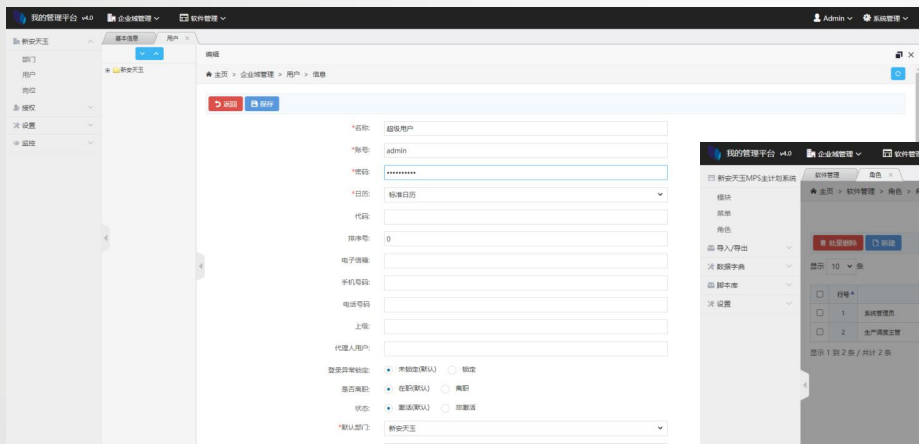 我的管理平台 v4.0 企业域管理 软件管理 Admin 系统管理
新安天玉 基本信息 用户 ×
部门
用户
岗位
授权
设置
监控
新安天玉
编辑
主页 > 企业域管理 > 用户 > 信息
返回 保存
*名称: 超级用户
*账号: admin
*密码: ••••••••••
*日历: 标准日历
代码:
排序号: 0
电子信箱:
手机号码:
电话号码
上级:
代理人用户:
登录异常锁定: 未锁定(默认) 锁定
是否离职: 在职(默认) 离职
状态: 激活(默认) 非激活
*默认部门: 新安天玉
我的管理平台 v4.0 企业域管理 软件管
新安天玉MPS主计划系统 软件管理 角色 ×
模块
菜单
角色
导入/导出
数据字典
脚本库
设置
主页 > 软件管理 > 角色 >
批量删除 新建
显示 10 条
行号
1 系统管理员
2 生产调度主管
显示 1 到 2 条 / 共计 2 条